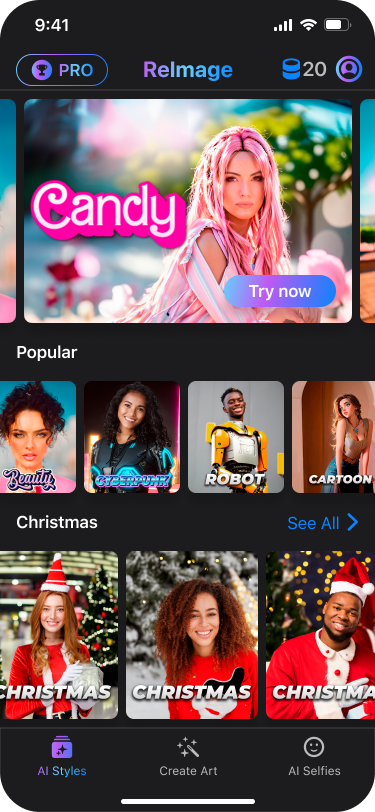 9:41
PRO
ReImage
20
Candy
Try now
Popular
Beauty
CYBERPUNK
ROBOT
CARTOON
Christmas
See All
CHRISTMAS
CHRISTMAS
CHRISTMA
AI Styles
Create Art
AI Selfies